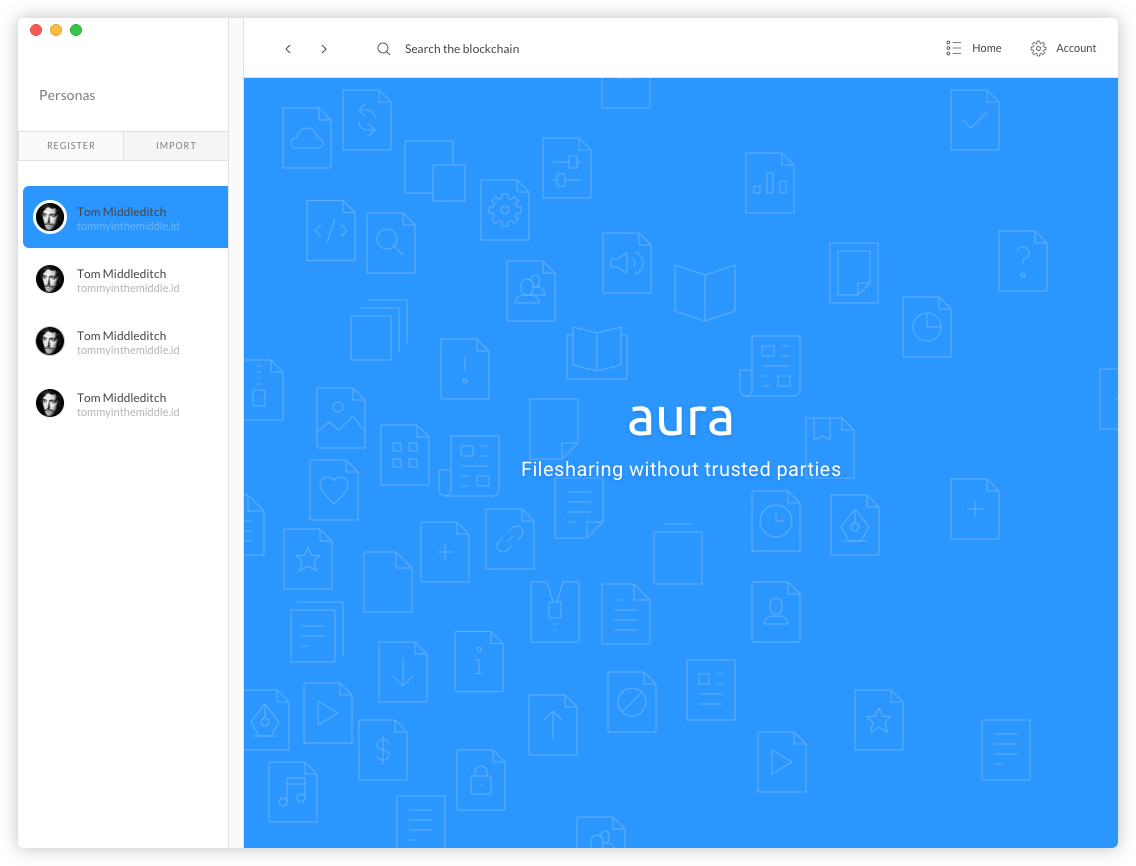 Search the blockchain
Home
Account
Personas
REGISTER
IMPORT
Tom Middleditch
tommyinthemiddle.id
Tom Middleditch
tommyinthemiddle.id
Tom Middleditch
tommyinthemiddle.id
Tom Middleditch
tommyinthemiddle.id
aura
Filesharing without trusted parties